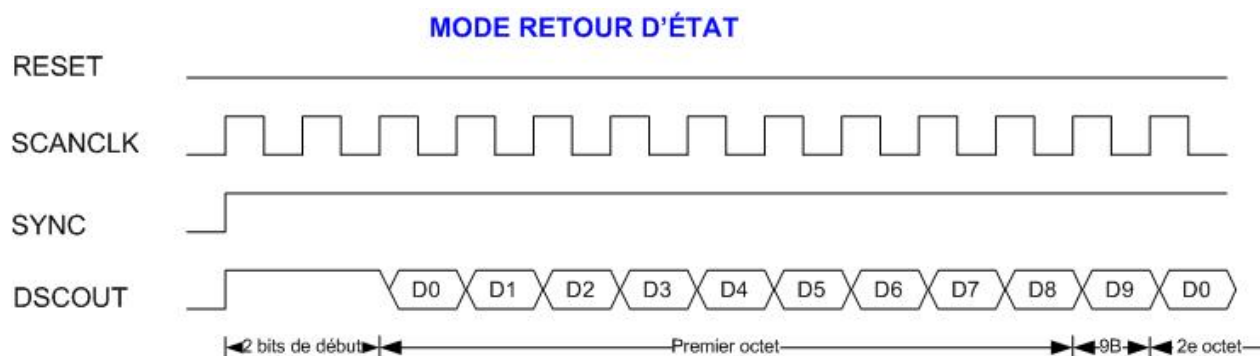 MODE RETOUR D'ÉTAT
RESET
SCANCLK
SYNC
DSCOUT D0 D1 D2 D3 D4 D5 D6 D7 D8 D9 D0
2 bits de début Premier octet 9B 2e octet